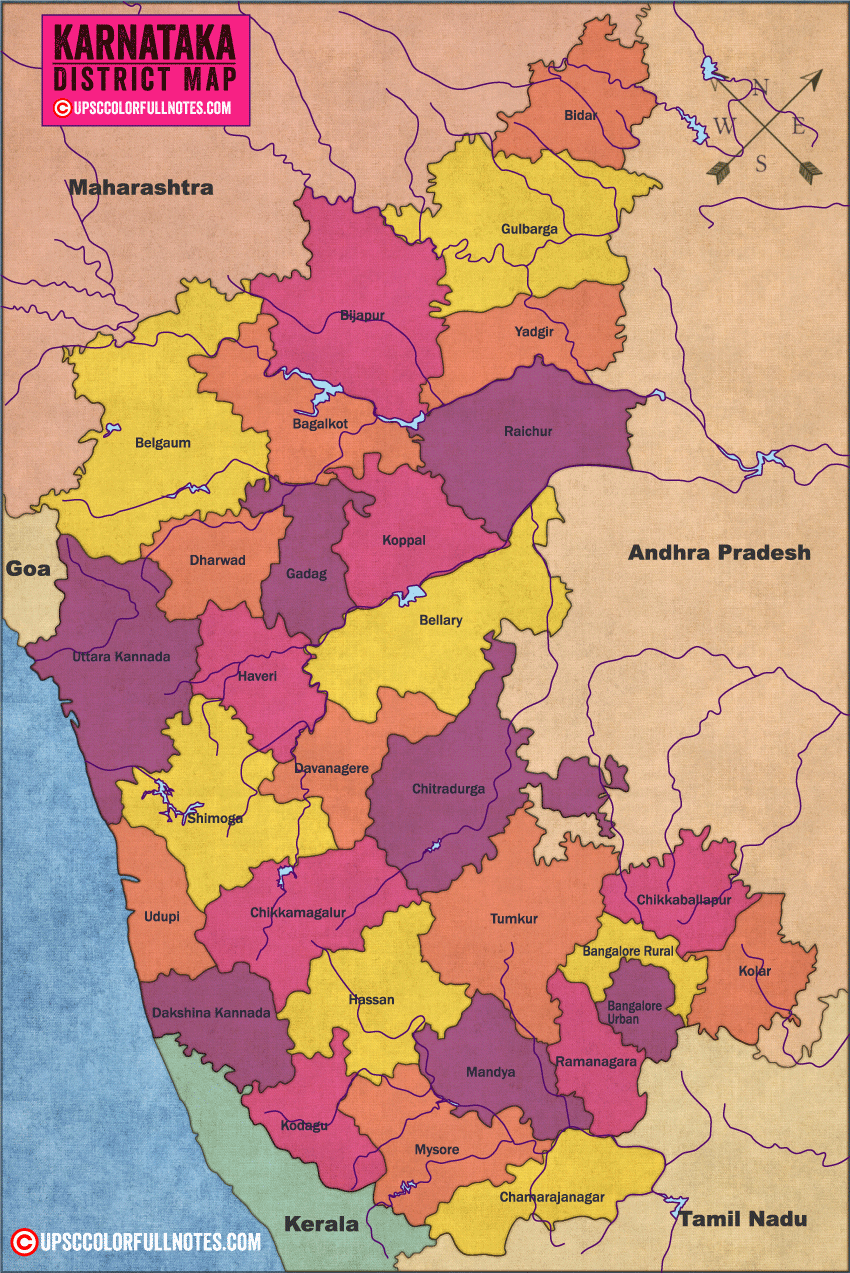 KARNATAKA
DISTRICT MAP
© UPSCCOLORFULLNOTES.COM
N
W
E
S
Bidar
Maharashtra
Gulbarga
Bijapur
Yadgir
Bagalkot
Raichur
Belgaum
Koppal
Andhra Pradesh
Dharwad
Goa
Gadag
Bellary
Uttara Kannada
Haveri
Davanagere
Chitradurga
Shimoga
Chikkaballapur
Chikkamagalur
Udupi
Tumkur
Bangalore Rural
Kolar
Hassan
Dakshina Kannada
Bangalore
Urban
Ramanagara
Mandya
Kodagu
Mysore
Chamarajanagar
Kerala
Tamil Nadu
© UPSCCOLORFULLNOTES.COM